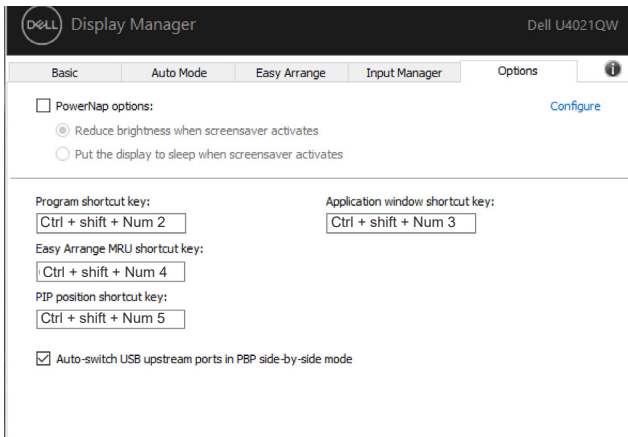 DELL Display Manager Dell U4021QW
Basic Auto Mode Easy Arrange Input Manager Options i
PowerNap options: Configure
Reduce brightness when screensaver activates
Put the display to sleep when screensaver activates
Program shortcut key: Application window shortcut key:
Ctrl + shift + Num 2 Ctrl + shift + Num 3
Easy Arrange MRU shortcut key:
Ctrl + shift + Num 4
PIP position shortcut key:
Ctrl + shift + Num 5
Auto-switch USB upstream ports in PBP side-by-side mode